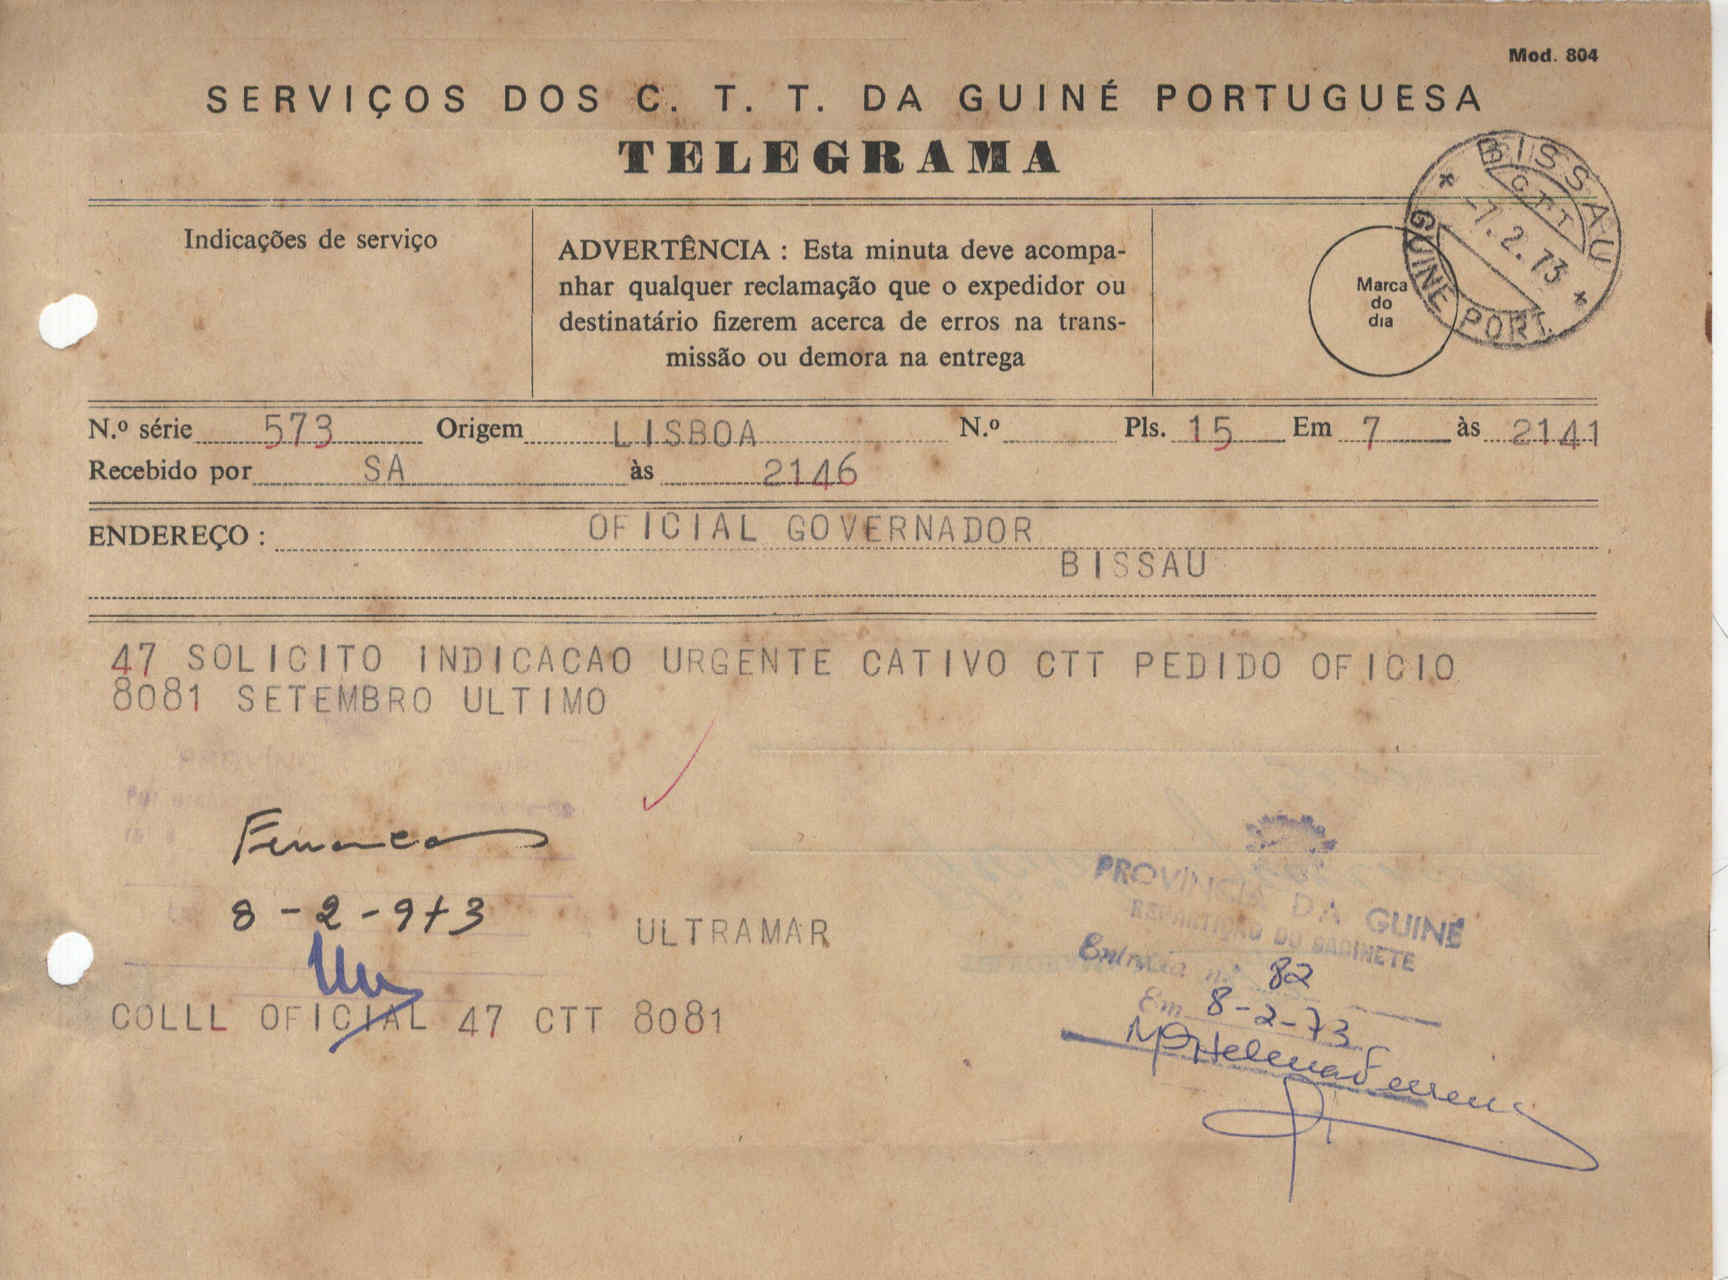 Mod. 804
SERVIÇOS DOS C. T. T. DA GUINÉ PORTUGUESA
TELEGRAMA
Indicações de serviço
ADVERTÊNCIA : Esta minuta deve acompa-
nhar qualquer reclamação que o expedidor ou
destinatário fizerem acerca de erros na trans-
missão ou demora na entrega
Marca
do
dia
BISSAU
CTT
-7.2.73
GUINÉ PORT.
N.º série 573 Origem LISBOA N.º Pls. 15 Em 7 às 2141
Recebido por SA às 2146
ENDEREÇO : OFICIAL GOVERNADOR
BISSAU
47 SOLICITO INDICACAO URGENTE CATIVO CTT PEDIDO OFICIO
8081 SETEMBRO ULTIMO
8-2-973
ULTRAMAR
COLLL OFICIAL 47 CTT 8081
PROVÍNCIA DA GUINÉ
REPARTIÇÃO DO GABINETE
Entrada n.º 82
Em 8-2-73